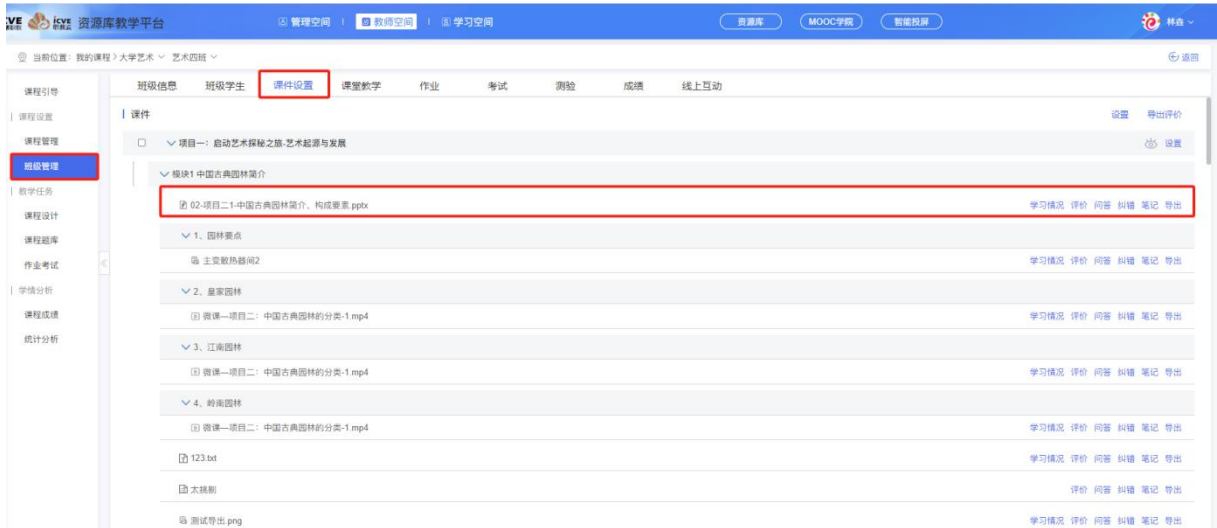 icve 资源库教学平台 管理空间 教师空间 学习空间 资源库 MOOC学院 智能投屏 林垚
当前位置：我的课程 > 大学艺术 艺术四班 返回
课程引导
课程设置
课程管理
班级管理
教学任务
课程设计
课程题库
作业考试
学情分析
课程成绩
统计分析
班级信息 班级学生 课件设置 课堂教学 作业 考试 测验 成绩 线上互动
课件 设置 导出评价
项目一：启动艺术探秘之旅-艺术起源与发展 设置
模块1 中国古典园林简介
02-项目二1-中国古典园林简介、构成要素.pptx 学习情况 评价 问答 纠错 笔记 导出
1、园林要点
主变散热器间2 学习情况 评价 问答 纠错 笔记 导出
2、皇家园林
微课—项目二：中国古典园林的分类-1.mp4 学习情况 评价 问答 纠错 笔记 导出
3、江南园林
微课—项目二：中国古典园林的分类-1.mp4 学习情况 评价 问答 纠错 笔记 导出
4、岭南园林
微课—项目二：中国古典园林的分类-1.mp4 学习情况 评价 问答 纠错 笔记 导出
123.txt 学习情况 评价 问答 纠错 笔记 导出
太挑剔 评价 问答 纠错 笔记 导出
测试导出.png 学习情况 评价 问答 纠错 笔记 导出